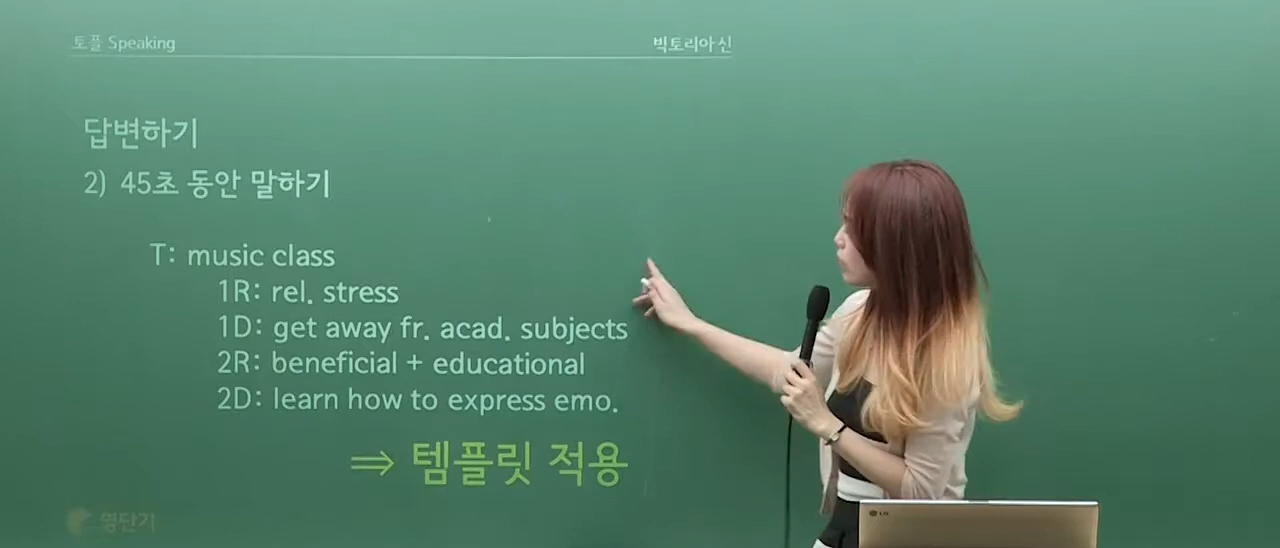 토플 Speaking
빅토리아 신
답변하기
2) 45초 동안 말하기
T: music class
1R: rel. stress
1D: get away fr. acad. subjects
2R: beneficial + educational
2D: learn how to express emo.
⇒ 템플릿 적용
영단기
LG